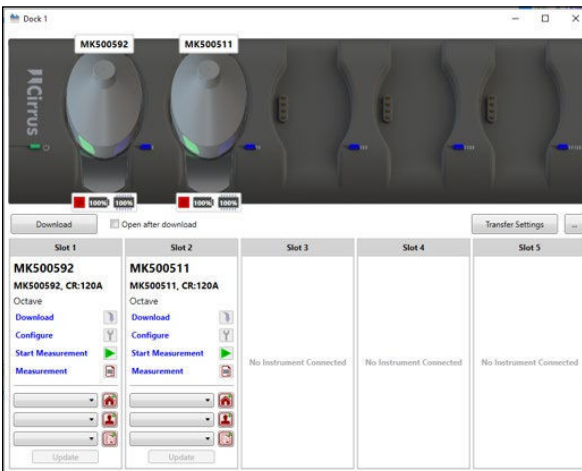 Dock 1
MK500592 MK500511
Cirrus
100% 100% 100% 100%
Download Open after download Transfer Settings ...
Slot 1 Slot 2 Slot 3 Slot 4 Slot 5
MK500592 MK500511
MK500592, CR:120A MK500511, CR:120A
Octave Octave
Download Download
Configure Configure
Start Measurement Start Measurement
No Instrument Connected No Instrument Connected No Instrument Connected
Measurement Measurement
Update Update